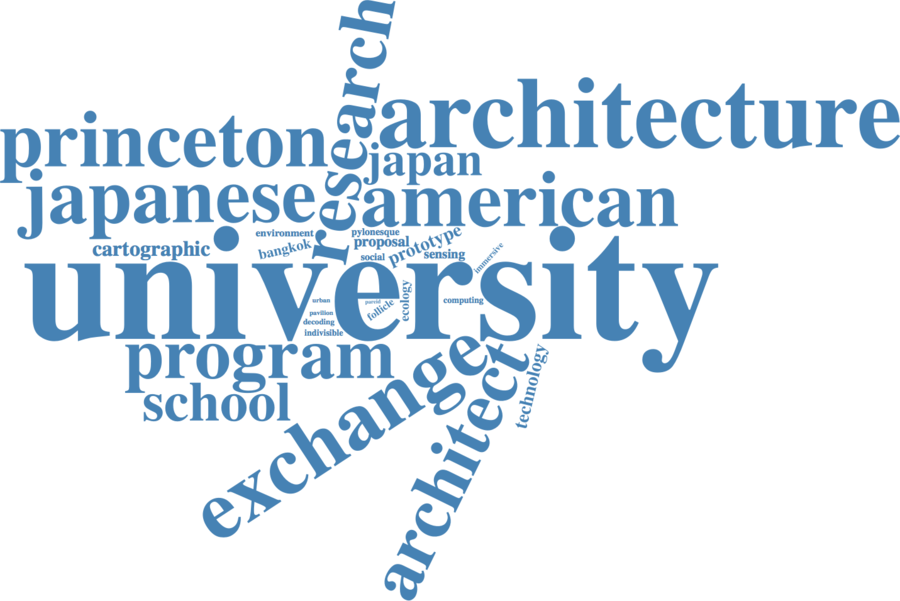 research
architecture
princeton
japan
japanese
american
environment
pylonesque
cartographic
bangkok
proposal
prototype
social
sensing
immersive
university
urban
follicle
ecology
computing
pavilion
decoding
indivisible
program
school
exchange
architect
technology